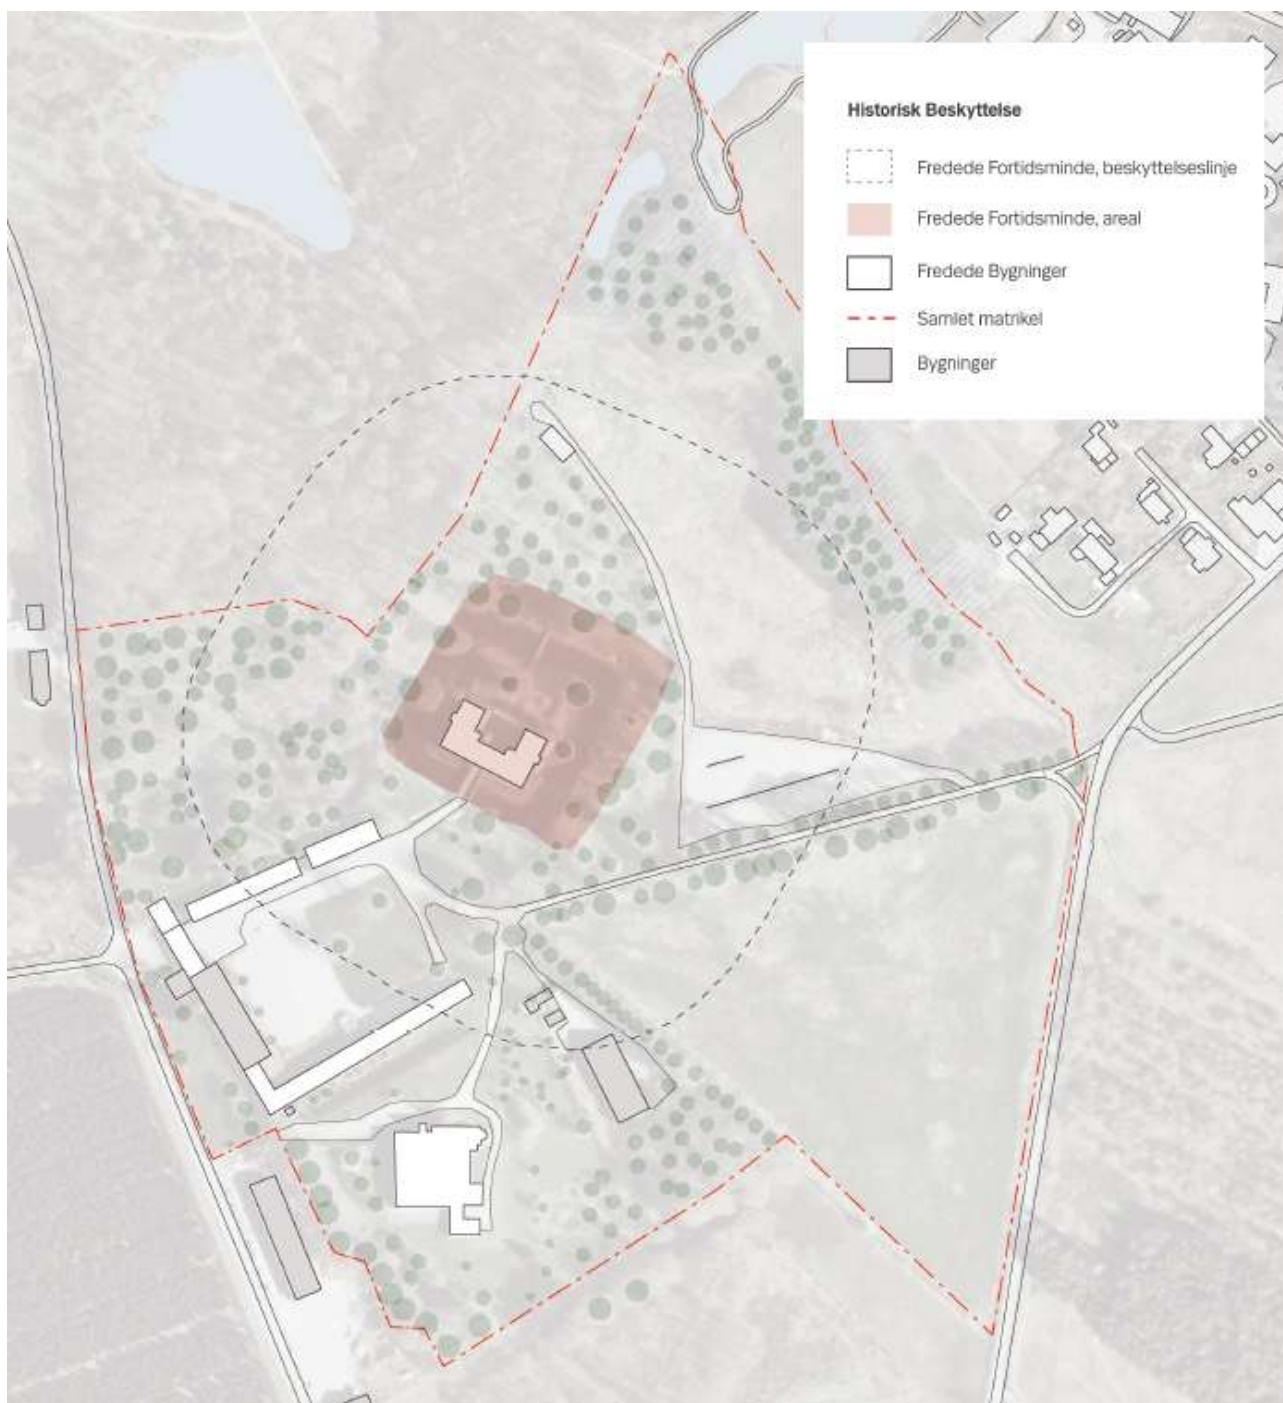 Historisk Beskyttelse
Fredede Fortidsminde, beskyttelseslinje
Fredede Fortidsminde, areal
Fredede Bygninger
Samlet matrikel
Bygninger